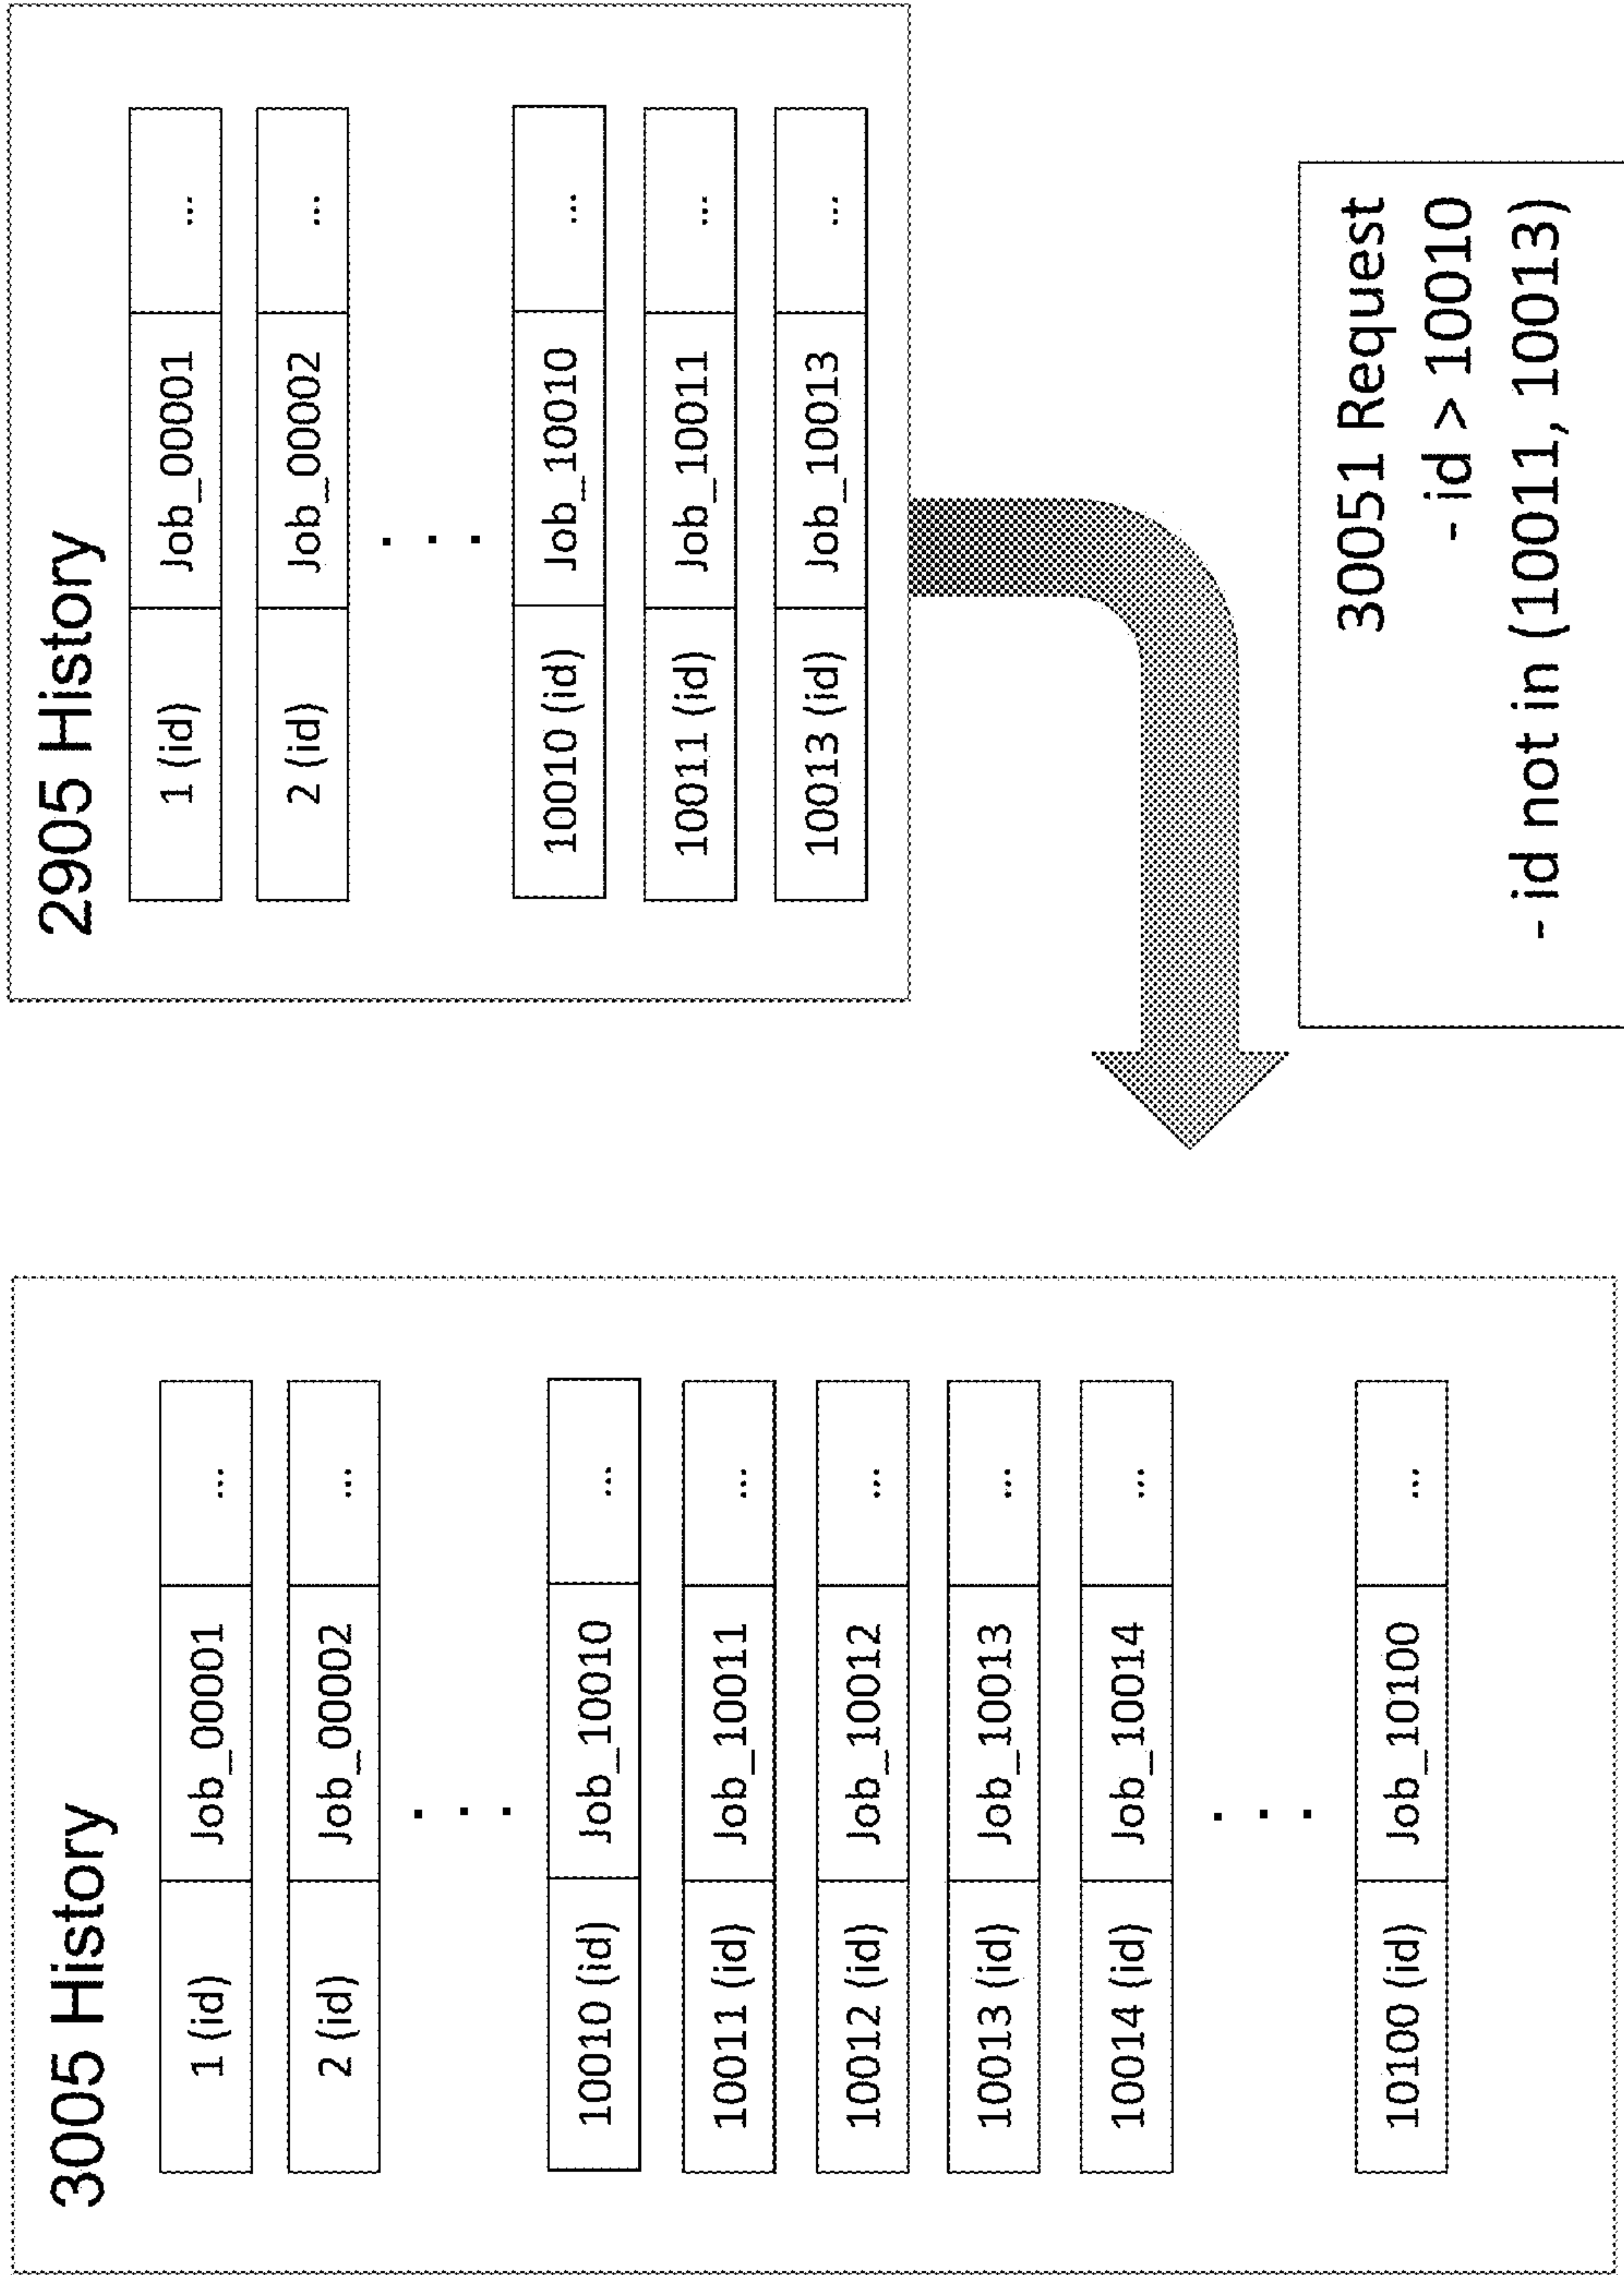 3005 History
1 (id) Job_00001 ...
2 (id) Job_00002 ...
. . .
10010 (id) Job_10010 ...
10011 (id) Job_10011 ...
10012 (id) Job_10012 ...
10013 (id) Job_10013 ...
10014 (id) Job_10014 ...
. . .
10100 (id) Job_10100 ...
2905 History
1 (id) Job_00001 ...
2 (id) Job_00002 ...
. . .
10010 (id) Job_10010 ...
10011 (id) Job_10011 ...
10013 (id) Job_10013 ...
30051 Request
- id > 10010
- id not in (10011, 10013)